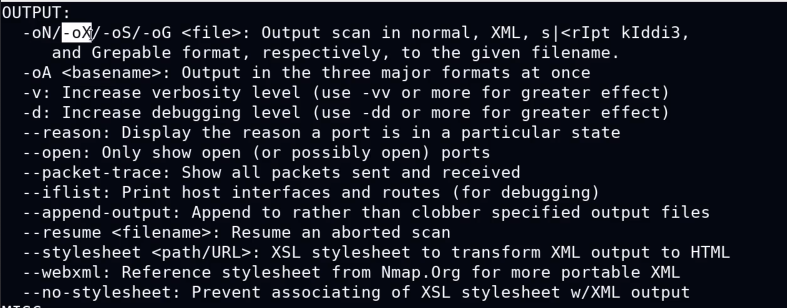 OUTPUT:
-oN/-oX/-oS/-oG <file>: Output scan in normal, XML, s|<rIpt kIddi3,
and Grepable format, respectively, to the given filename.
-oA <basename>: Output in the three major formats at once
-v: Increase verbosity level (use -vv or more for greater effect)
-d: Increase debugging level (use -dd or more for greater effect)
--reason: Display the reason a port is in a particular state
--open: Only show open (or possibly open) ports
--packet-trace: Show all packets sent and received
--iflist: Print host interfaces and routes (for debugging)
--append-output: Append to rather than clobber specified output files
--resume <filename>: Resume an aborted scan
--stylesheet <path/URL>: XSL stylesheet to transform XML output to HTML
--webxml: Reference stylesheet from Nmap.Org for more portable XML
--no-stylesheet: Prevent associating of XSL stylesheet w/XML output